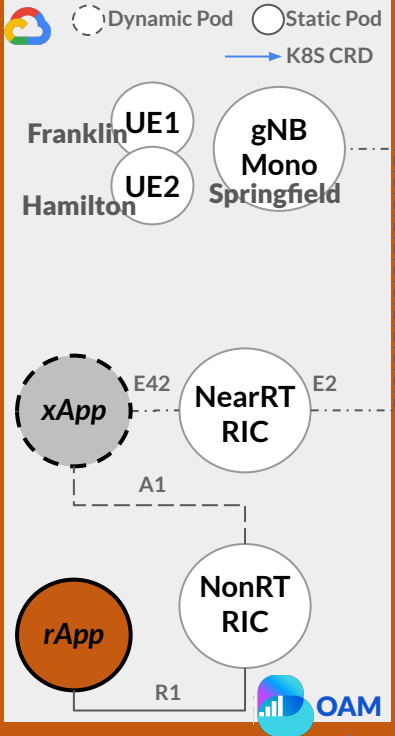 Dynamic Pod
Static Pod
K8S CRD
Franklin
UE1
UE2
Hamilton
gNB
Mono
Springfield
E42
NearRT
RIC
E2
xApp
A1
NonRT
RIC
rApp
R1
OAM